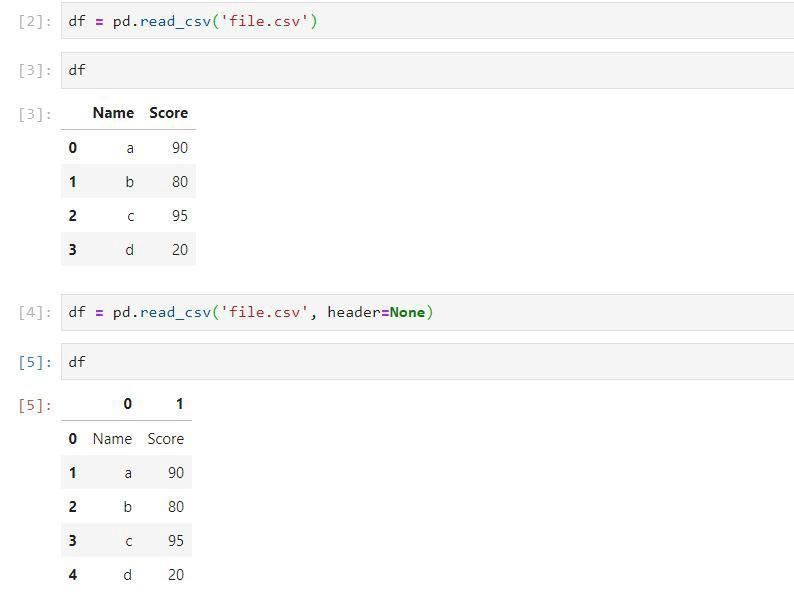 [2]: df = pd.read_csv('file.csv')
[3]: df
[3]: Name Score
0 a 90
1 b 80
2 c 95
3 d 20
[4]: df = pd.read_csv('file.csv', header=None)
[5]: df
[5]: 0 1
0 Name Score
1 a 90
2 b 80
3 c 95
4 d 20